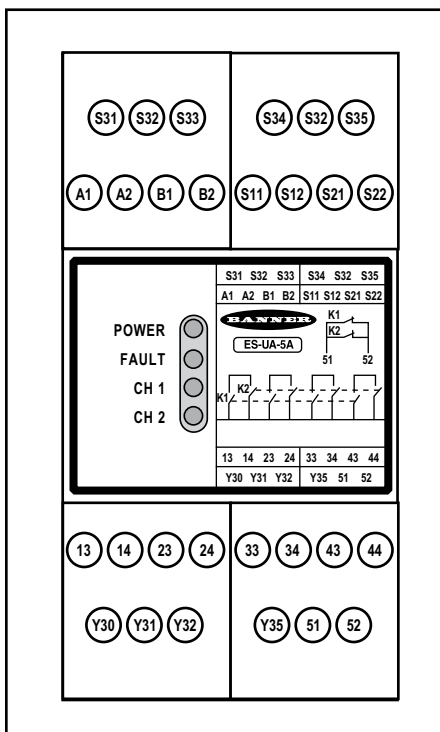 S31 S32 S33 S34 S32 S35
A1 A2 B1 B2 S11 S12 S21 S22
S31 S32 S33 S34 S32 S35
A1 A2 B1 B2 S11 S12 S21 S22
BANNER
ES-UA-5A
K1
K2
51 52
POWER
FAULT
CH 1
CH 2
K1 K2
13 14 23 24 33 34 43 44
Y30 Y31 Y32 Y35 51 52
13 14 23 24 33 34 43 44
Y30 Y31 Y32 Y35 51 52